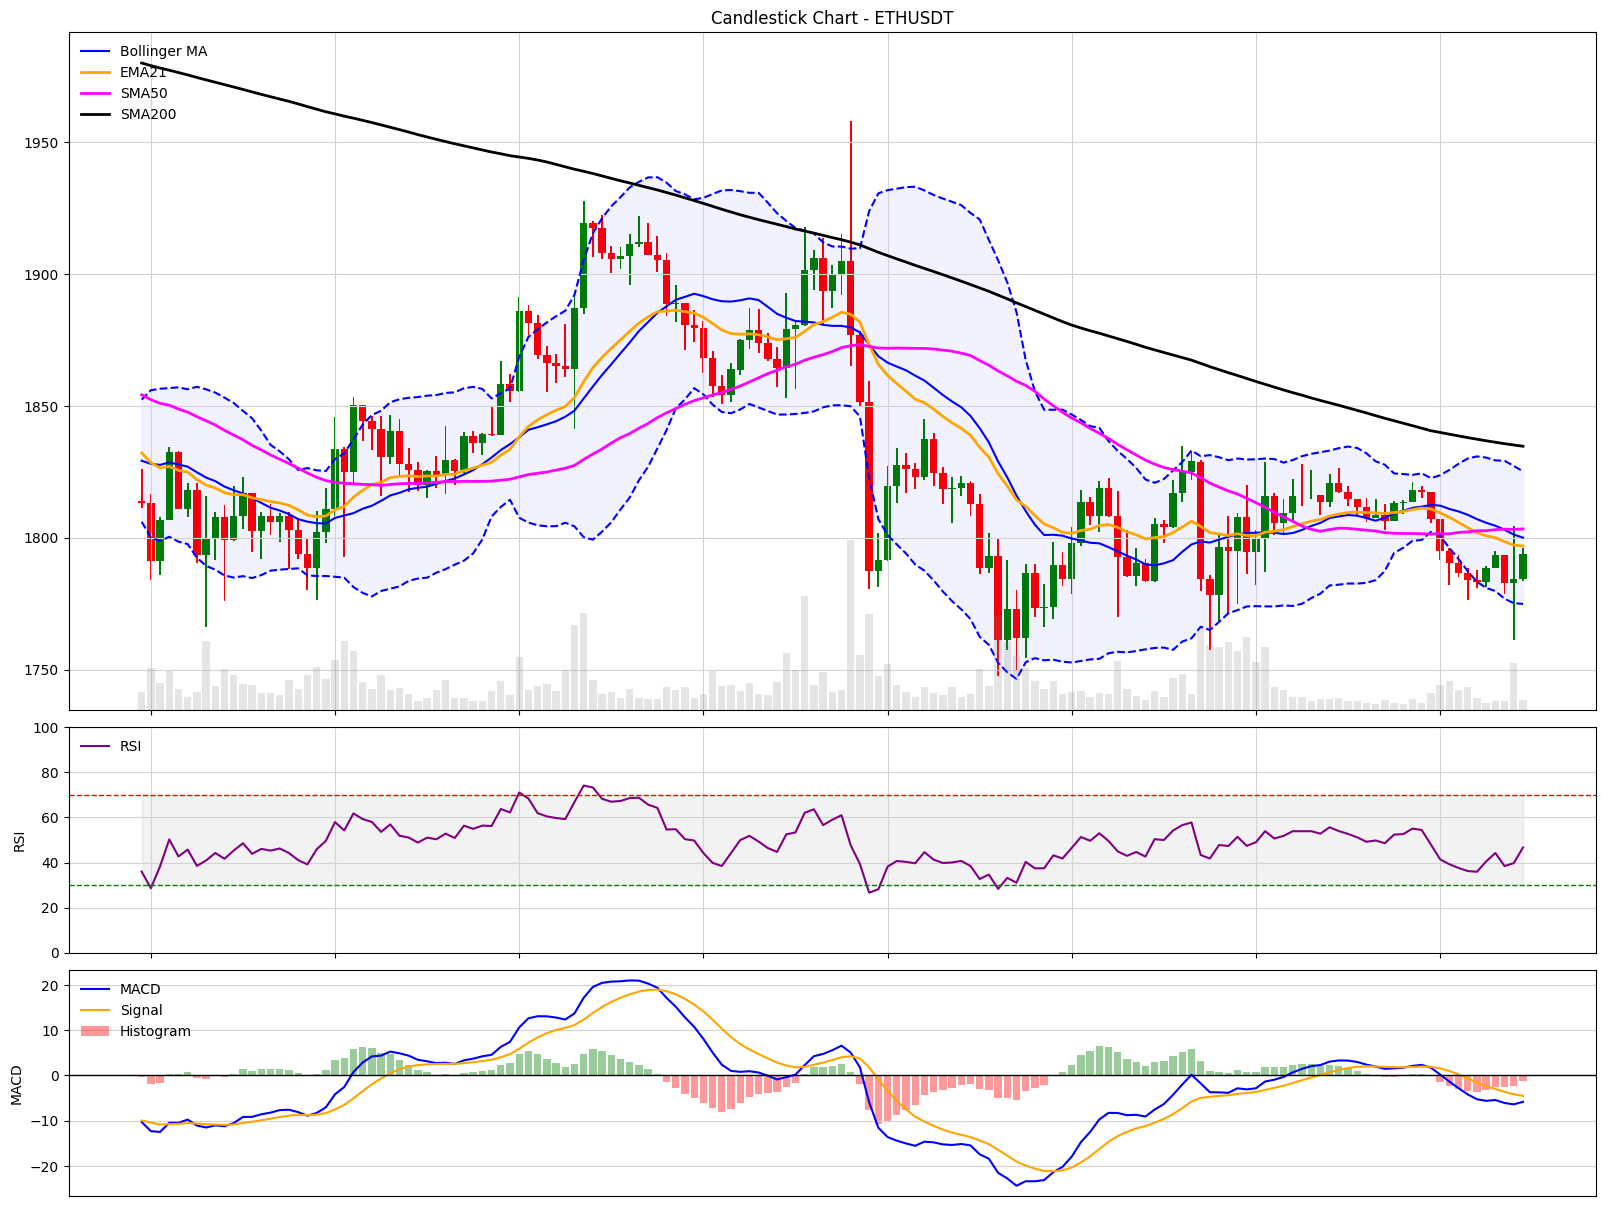 Candlestick Chart - ETHUSDT
Bollinger MA
EMA21
SMA50
SMA200
1950
1900
1850
1800
1750
100
RSI
80
60
RSI
40
20
0
MACD
20
Signal
10
Histogram
0
MACD
−10
−20